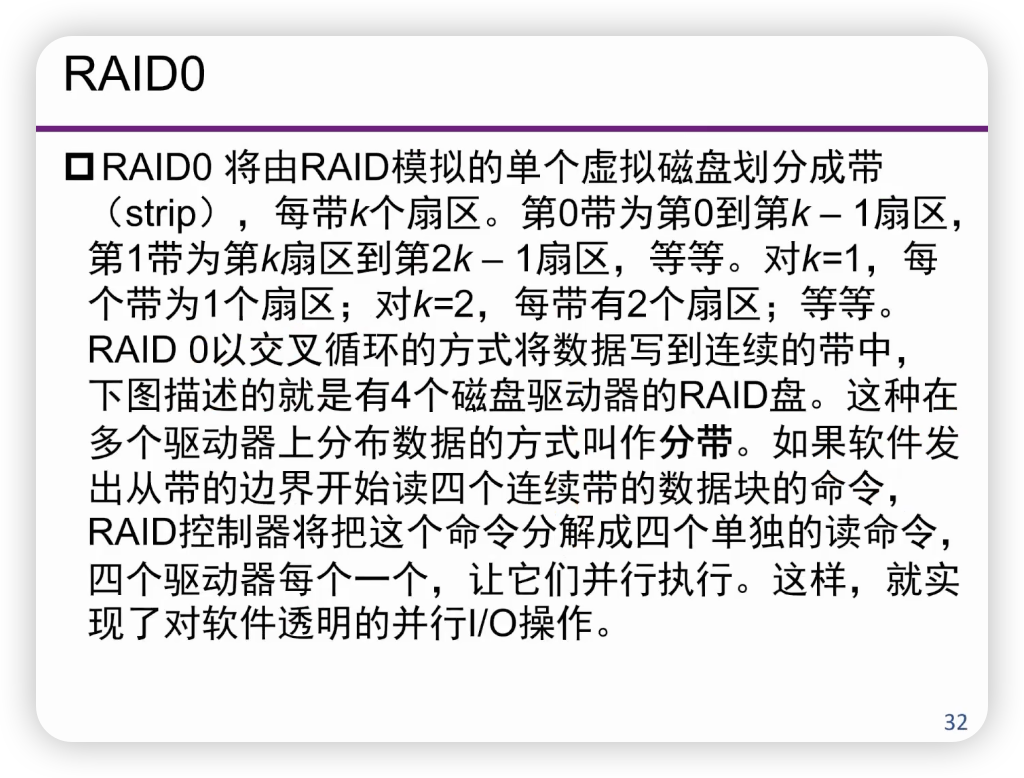 RAID0
RAID0 将由RAID模拟的单个虚拟磁盘划分成带
（strip），每带k个扇区。第0带为第0到第k – 1扇区，
第1带为第k扇区到第2k – 1扇区，等等。对k=1，每
个带为1个扇区；对k=2，每带有2个扇区；等等。
RAID 0以交叉循环的方式将数据写到连续的带中，
下图描述的就是有4个磁盘驱动器的RAID盘。这种在
多个驱动器上分布数据的方式叫作分带。如果软件发
出从带的边界开始读四个连续带的数据块的命令，
RAID控制器将把这个命令分解成四个单独的读命令，
四个驱动器每个一个，让它们并行执行。这样，就实
现了对软件透明的并行I/O操作。
32